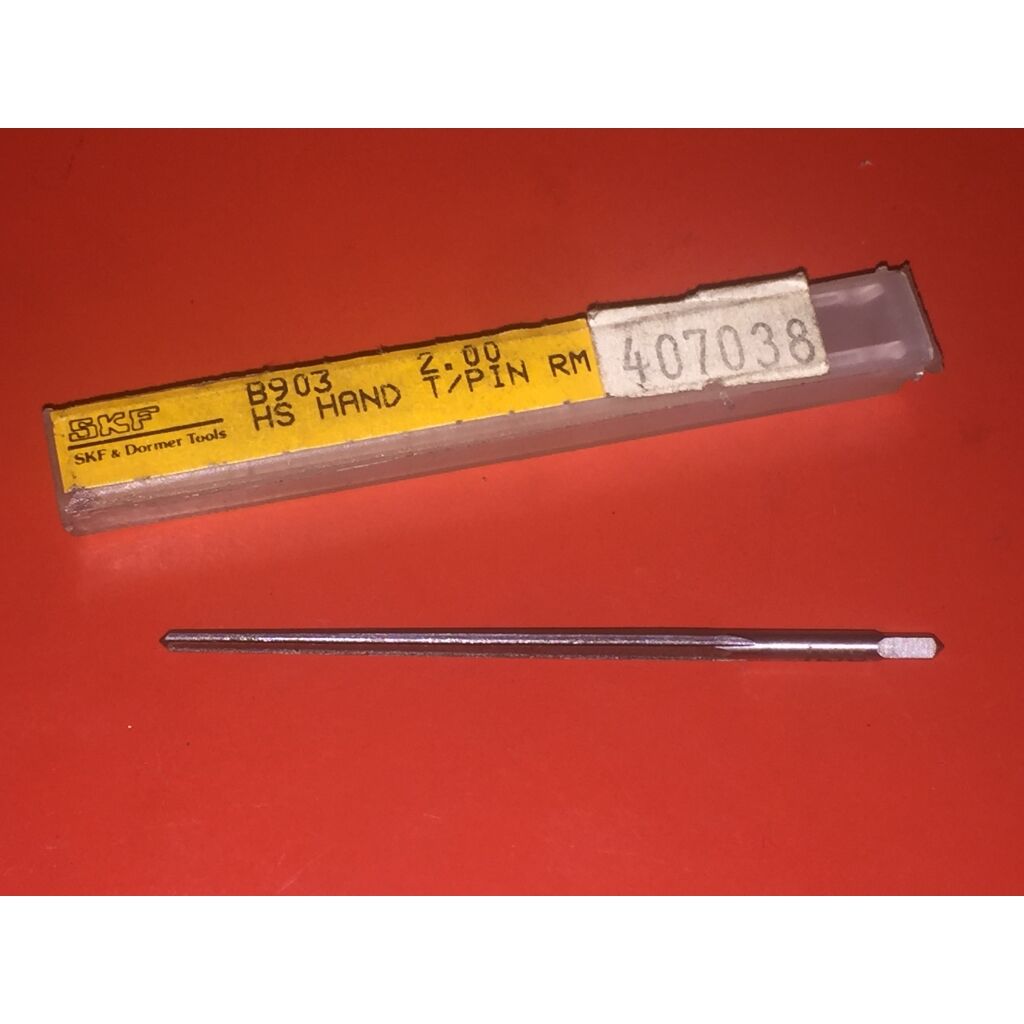 SKF
SKF & Dormer Tools
B903 2.00
HS HAND T/PIN RM
407038